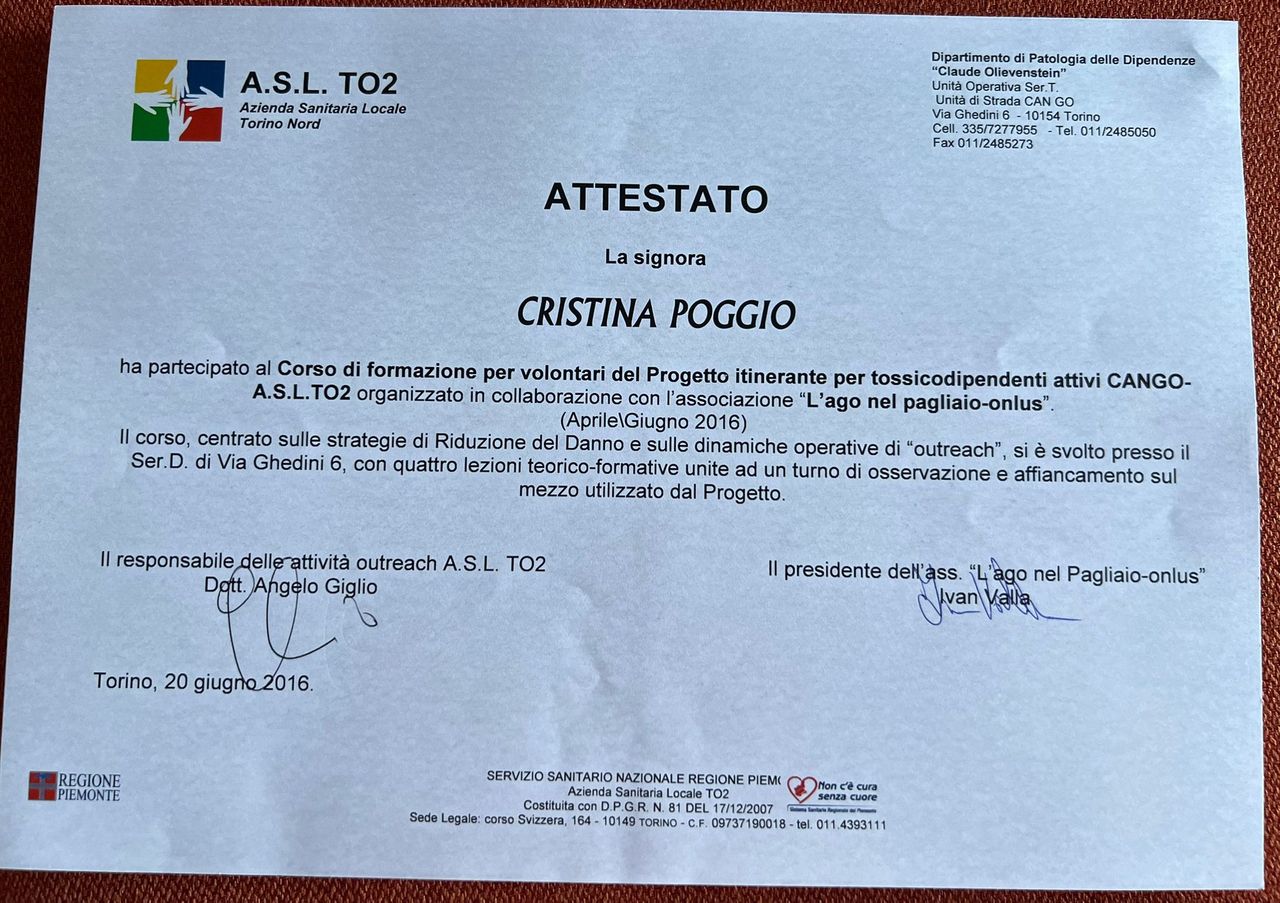 A.S.L. TO2
Azienda Sanitaria Locale
Torino Nord
Dipartimento di Patologia delle Dipendenze
“Claude Olievenstein”
Unità Operativa Ser.T.
Unità di Strada CAN GO
Via Ghedini 6 - 10154 Torino
Cell. 335/7277955 - Tel. 011/2485050
Fax 011/2485273
ATTESTATO
La signora
CRISTINA POGGIO
ha partecipato al Corso di formazione per volontari del Progetto itinerante per tossicodipendenti attivi CANGO-
A.S.L.TO2 organizzato in collaborazione con l’associazione “L’ago nel pagliaio-onlus”.
(Aprile\Giugno 2016)
Il corso, centrato sulle strategie di Riduzione del Danno e sulle dinamiche operative di “outreach”, si è svolto presso il
Ser.D. di Via Ghedini 6, con quattro lezioni teorico-formative unite ad un turno di osservazione e affiancamento sul
mezzo utilizzato dal Progetto.
Il responsabile delle attività outreach A.S.L. TO2
Dott. Angelo Giglio
Il presidente dell’ass. “L’ago nel Pagliaio-onlus”
Ivan Valla
Torino, 20 giugno 2016.
REGIONE
PIEMONTE
SERVIZIO SANITARIO NAZIONALE REGIONE PIEM
Azienda Sanitaria Locale TO2
Costituita con D.P.G.R. N. 81 DEL 17/12/2007
Sede Legale: corso Svizzera, 164 - 10149 TORINO - C.F. 09737190018 - tel. 011.4393111
Non c’è cura
senza cuore
Sistema Sanitario Regionale del Piemonte